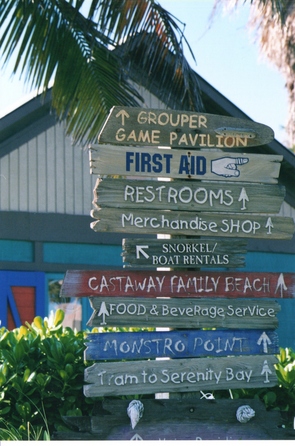 GROUPER
GAME PAVILION
FIRST AID
RESTROOMS
Merchandise SHOP
SNORKEL/
BOAT RENTALS
CASTAWAY FAMILY BEACH
FOOD & BeveRage Service
MONSTRO POINT
Tram to Serenity Bay